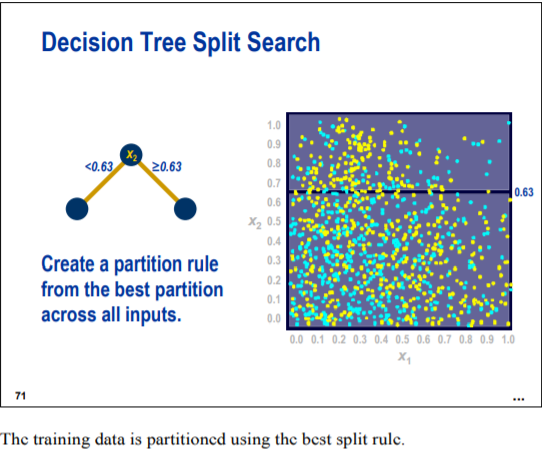 Decision Tree Split Search
X2
<0.63
≥0.63
Create a partition rule
from the best partition
across all inputs.
1.0
0.9
0.8
0.7
0.6
0.5
0.4
0.3
0.2
0.1
0.0
x2
0.63
0.0 0.1 0.2 0.3 0.4 0.5 0.6 0.7 0.8 0.9 1.0
x1
71
...
The training data is partitioned using the best split rule.